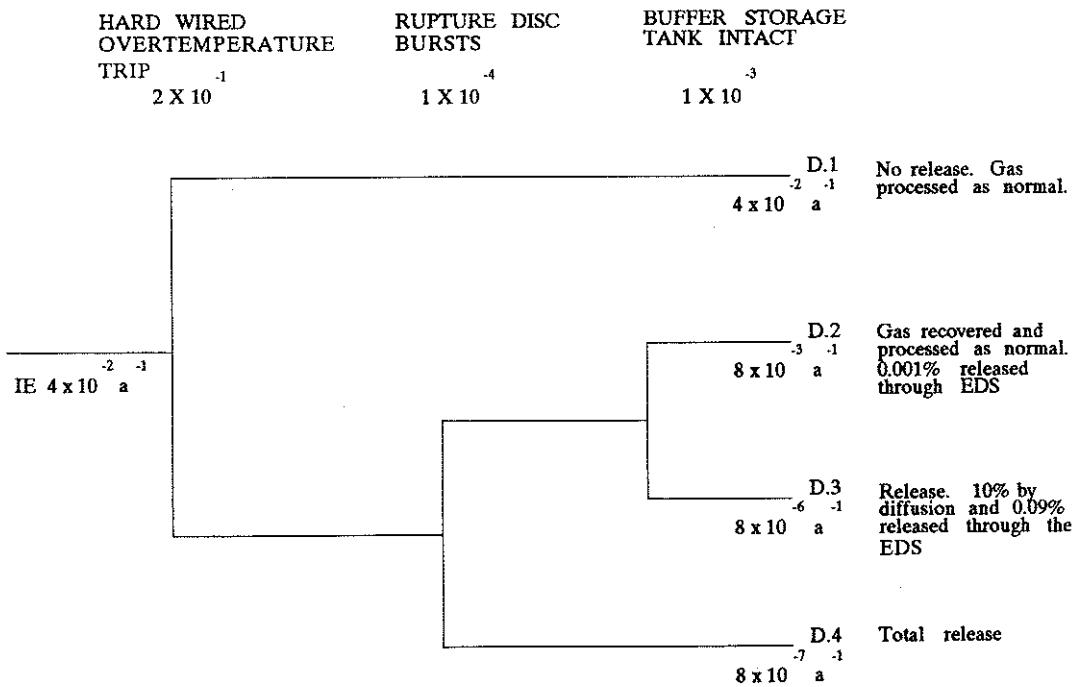 HARD WIRED
OVERTEMPERATURE
TRIP
2 X 10⁻¹
RUPTURE DISC
BURSTS
1 X 10⁻⁴
BUFFER STORAGE
TANK INTACT
1 X 10⁻³
D.1
4 x 10⁻² a⁻¹
No release. Gas
processed as normal.
IE 4 x 10⁻² a⁻¹
D.2
8 x 10⁻³ a⁻¹
Gas recovered and
processed as normal.
0.001% released
through EDS
D.3
8 x 10⁻⁶ a⁻¹
Release. 10% by
diffusion and 0.09%
released through the
EDS
D.4
8 x 10⁻⁷ a⁻¹
Total release